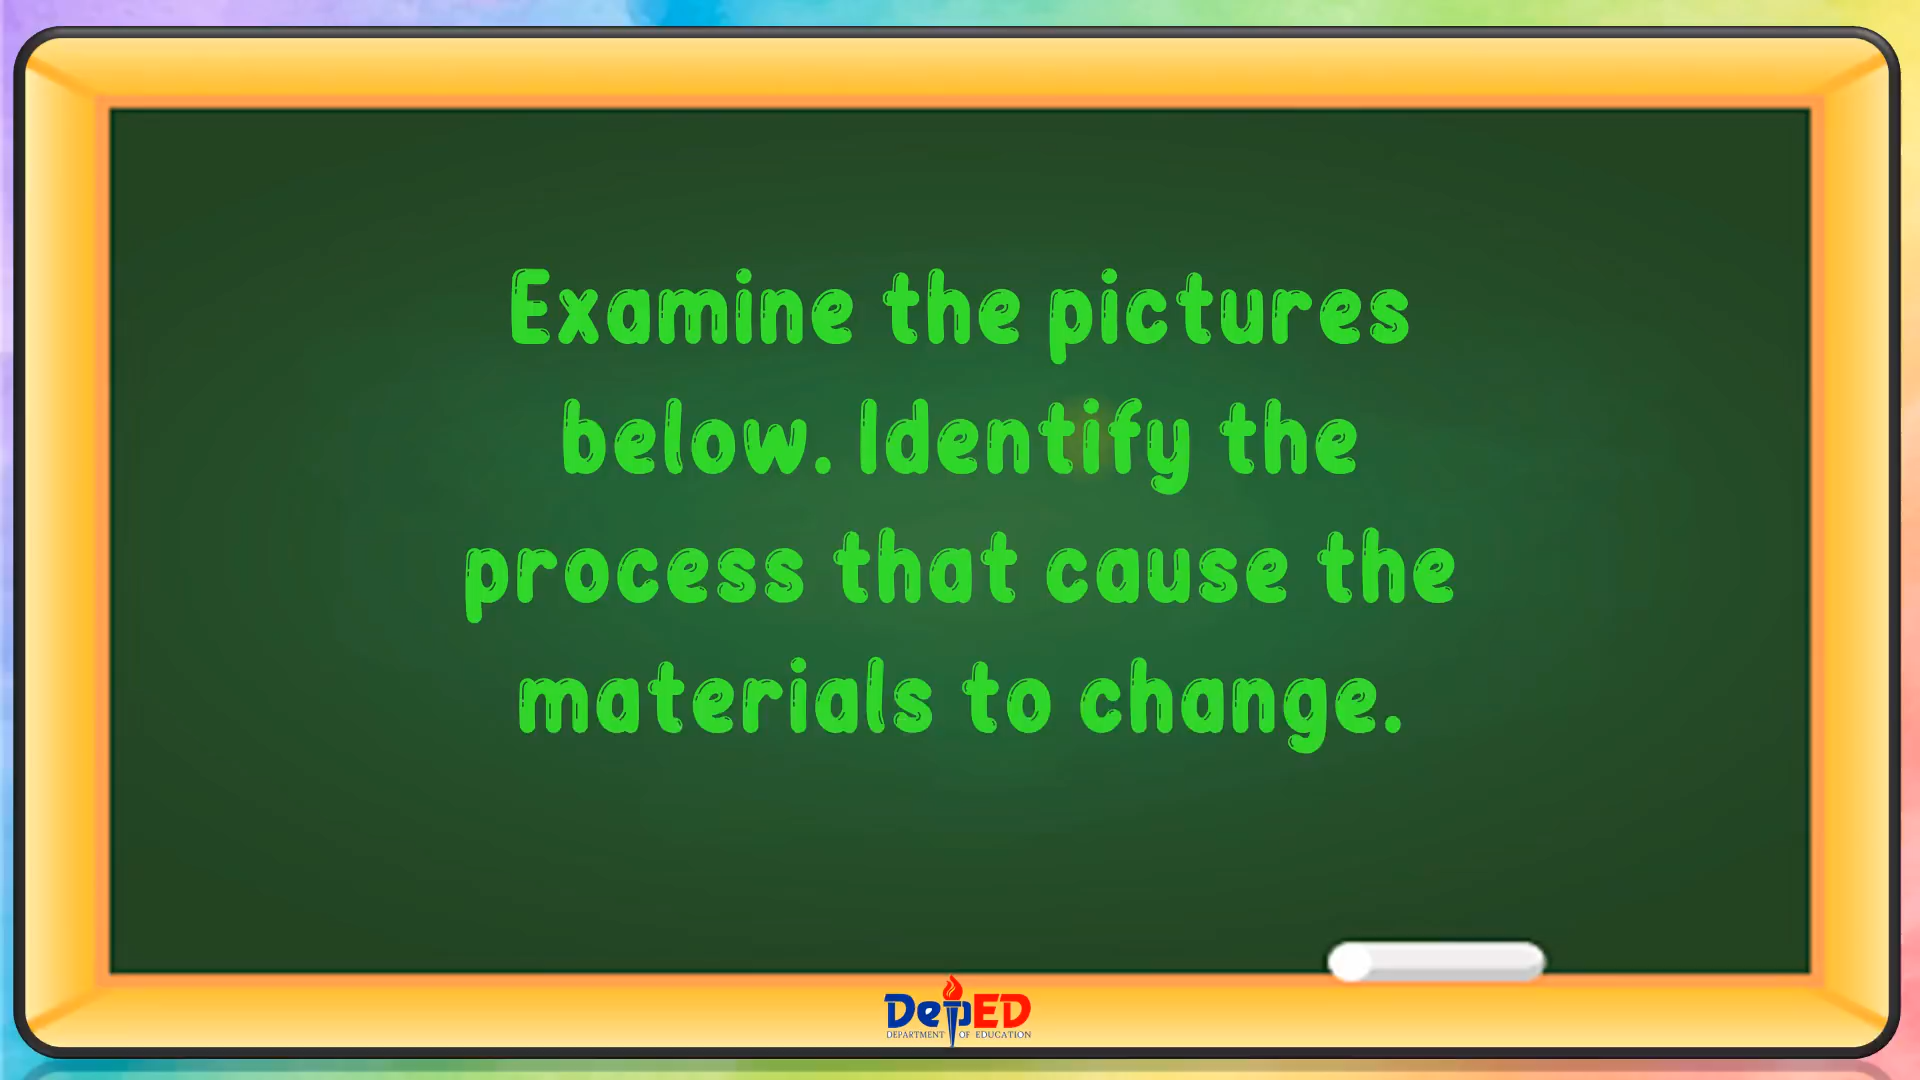 Examine the pictures
below. Identify the
process that cause the
materials to change.
DepED
DEPARTMENT OF EDUCATION